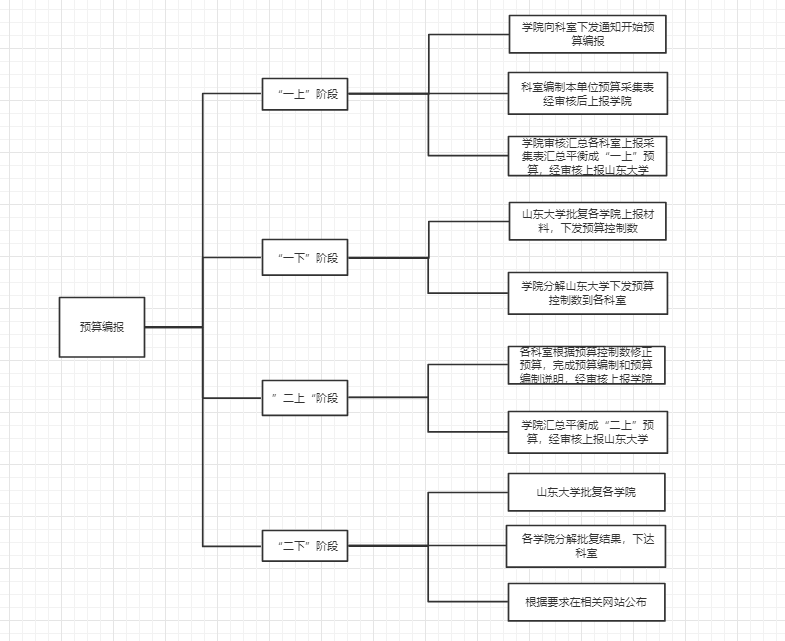 预算编报
“一上”阶段
学院向科室下发通知开始预
算编报
科室编制本单位预算采集表
经审核后上报学院
学院审核汇总各科室上报采
集表汇总平衡成“一上”预
算，经审核上报山东大学
“一下”阶段
山东大学批复各学院上报材
料，下发预算控制数
学院分解山东大学下发预算
控制数到各科室
”二上“阶段
各科室根据预算控制数修正
预算，完成预算编制和预算
编制说明，经审核上报学院
学院汇总平衡成“二上”预
算，经审核上报山东大学
“二下”阶段
山东大学批复各学院
各学院分解批复结果，下达
科室
根据要求在相关网站公布